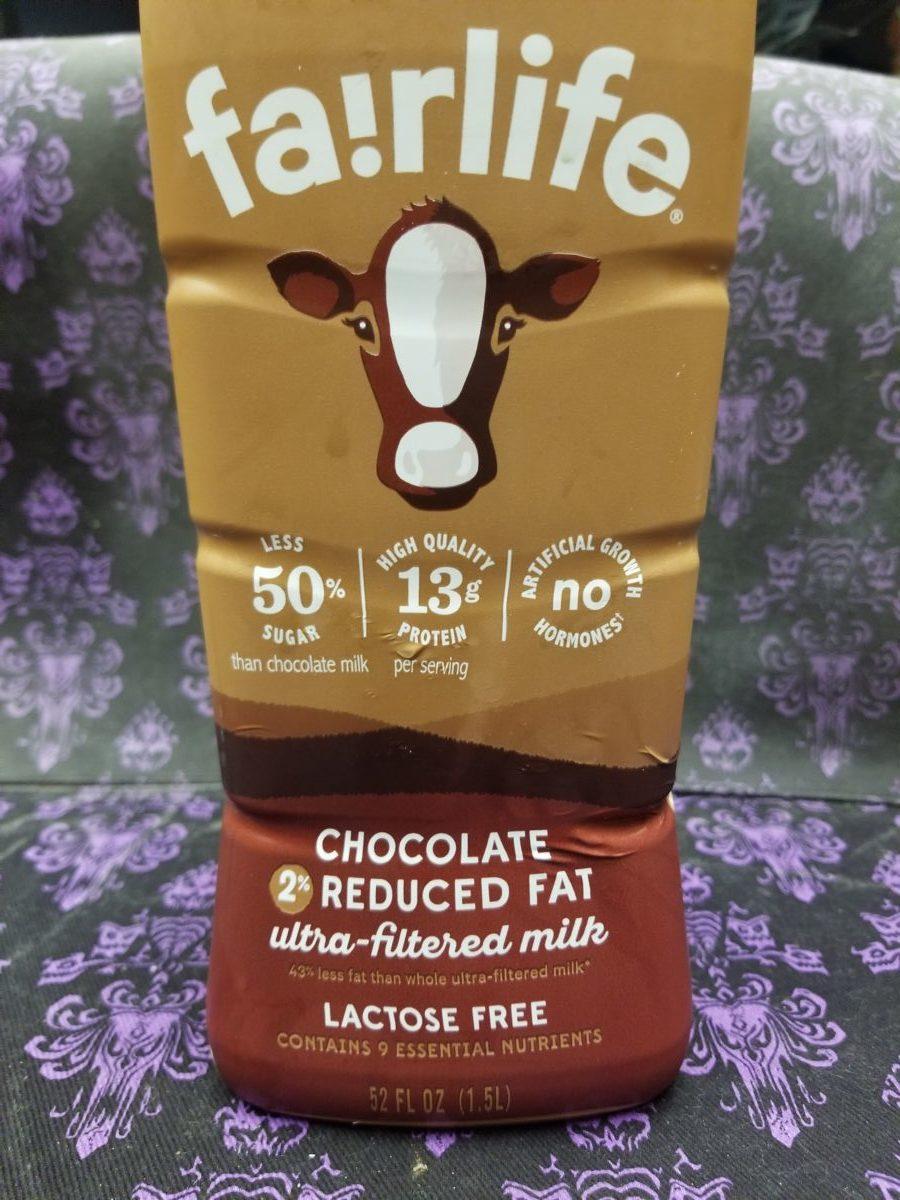 fa!rlife®
LESS
50%
SUGAR
than chocolate milk
HIGH QUALITY
13g
PROTEIN
per serving
ARTIFICIAL GROWTH
no
HORMONES†
CHOCOLATE
2% REDUCED FAT
ultra-filtered milk
43% less fat than whole ultra-filtered milk*
LACTOSE FREE
CONTAINS 9 ESSENTIAL NUTRIENTS
52 FL OZ (1.5L)